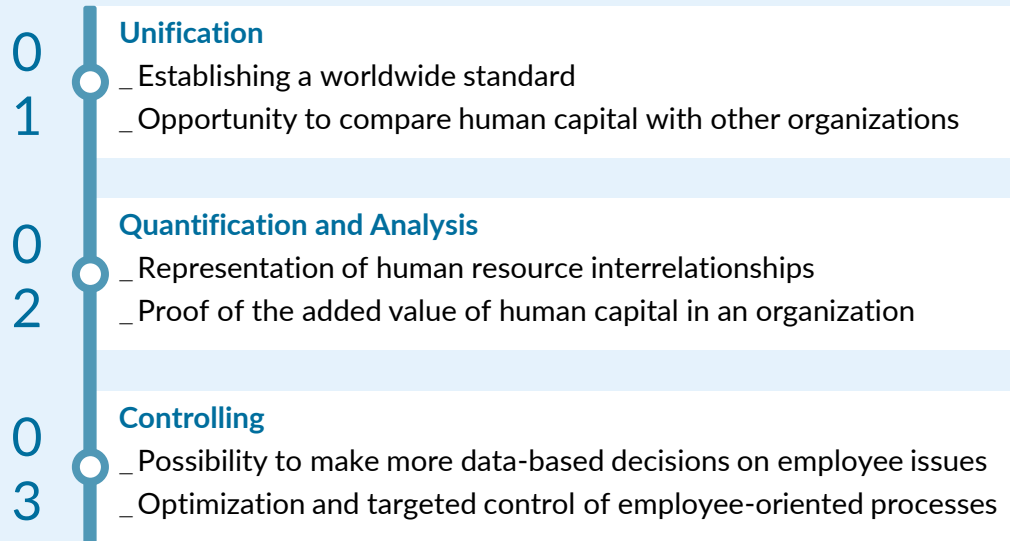 0
1
Unification
_ Establishing a worldwide standard
_ Opportunity to compare human capital with other organizations
0
2
Quantification and Analysis
_ Representation of human resource interrelationships
_ Proof of the added value of human capital in an organization
0
3
Controlling
_ Possibility to make more data-based decisions on employee issues
_ Optimization and targeted control of employee-oriented processes